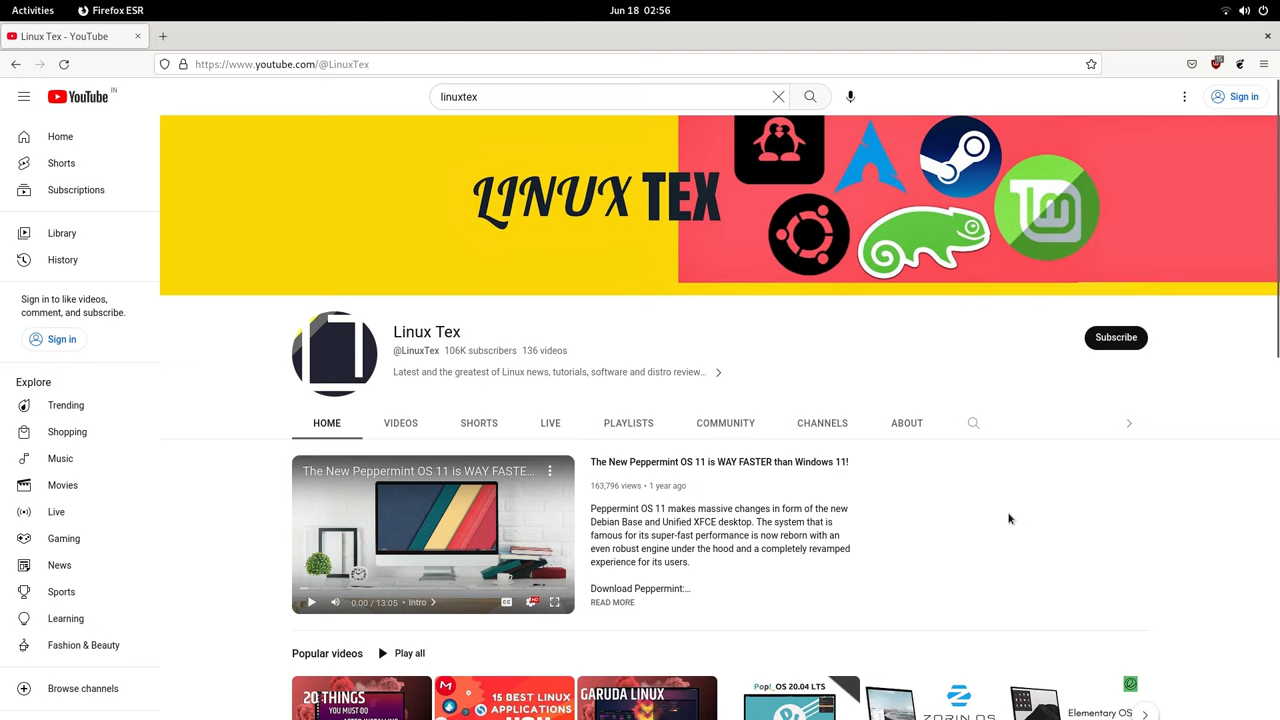 Activities
Firefox ESR
Jun 18 02:56
Linux Tex - YouTube
https://www.youtube.com/@LinuxTex
YouTube IN
linuxtex
Sign in
Home
Shorts
Subscriptions
Library
History
Sign in to like videos,
comment, and subscribe.
Sign in
Explore
Trending
Shopping
Music
Movies
Live
Gaming
News
Sports
Learning
Fashion & Beauty
Browse channels
LINUX TEX
Linux Tex
@LinuxTex 106K subscribers 136 videos
Latest and the greatest of Linux news, tutorials, software and distro review...
Subscribe
HOME
VIDEOS
SHORTS
LIVE
PLAYLISTS
COMMUNITY
CHANNELS
ABOUT
The New Peppermint OS 11 is WAY FASTE...
0:00 / 13:05 • Intro
CC
HD
The New Peppermint OS 11 is WAY FASTER than Windows 11!
163,796 views • 1 year ago
Peppermint OS 11 makes massive changes in form of the new
Debian Base and Unified XFCE desktop. The system that is
famous for its super-fast performance is now reborn with an
even robust engine under the hood and a completely revamped
experience for its users.
Download Peppermint:...
READ MORE
Popular videos
Play all
20 THINGS
YOU MUST DO
15 BEST LINUX
APPLICATIONS
GARUDA LINUX
Pop!_OS 20.04 LTS
ZORIN OS
Elementary OS